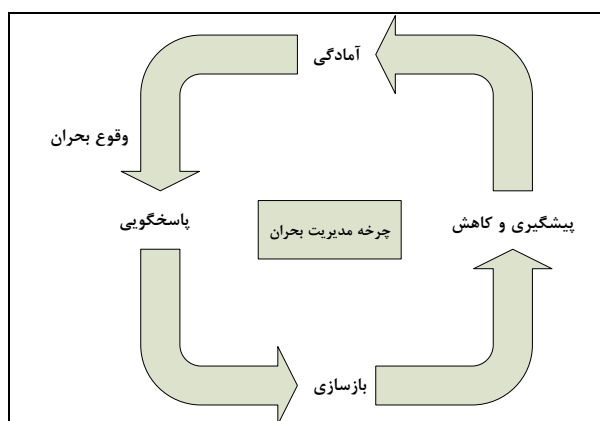 آمادگی
وقوع بحران
پیشگیری و کاهش
پاسخگویی
چرخه مدیریت بحران
بازسازی